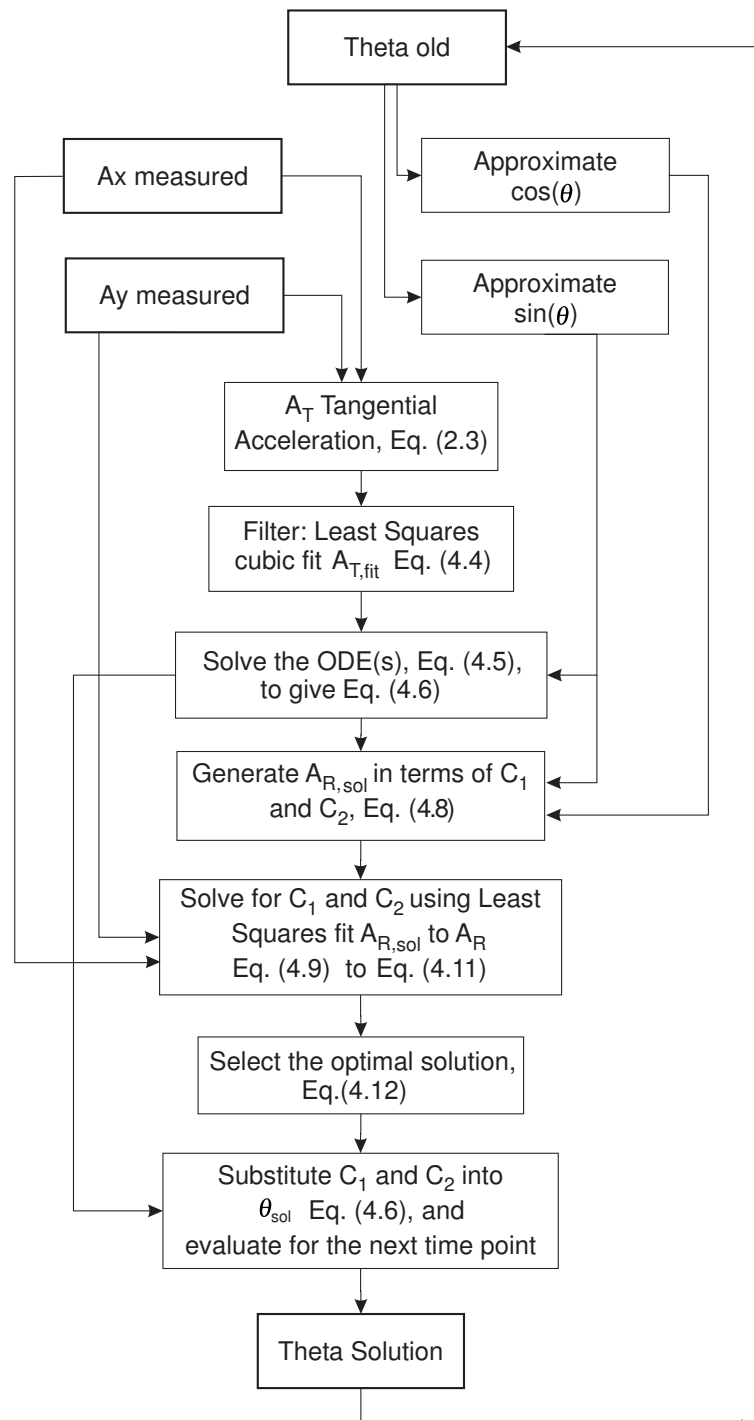 Theta old
Ax measured
Approximate
cos(θ)
Ay measured
Approximate
sin(θ)
A_T Tangential
Acceleration, Eq. (2.3)
Filter: Least Squares
cubic fit A_T,fit Eq. (4.4)
Solve the ODE(s), Eq. (4.5),
to give Eq. (4.6)
Generate A_R,sol in terms of C_1
and C_2, Eq. (4.8)
Solve for C_1 and C_2 using Least
Squares fit A_R,sol to A_R
Eq. (4.9) to Eq. (4.11)
Select the optimal solution,
Eq.(4.12)
Substitute C_1 and C_2 into
θ_sol Eq. (4.6), and
evaluate for the next time point
Theta Solution